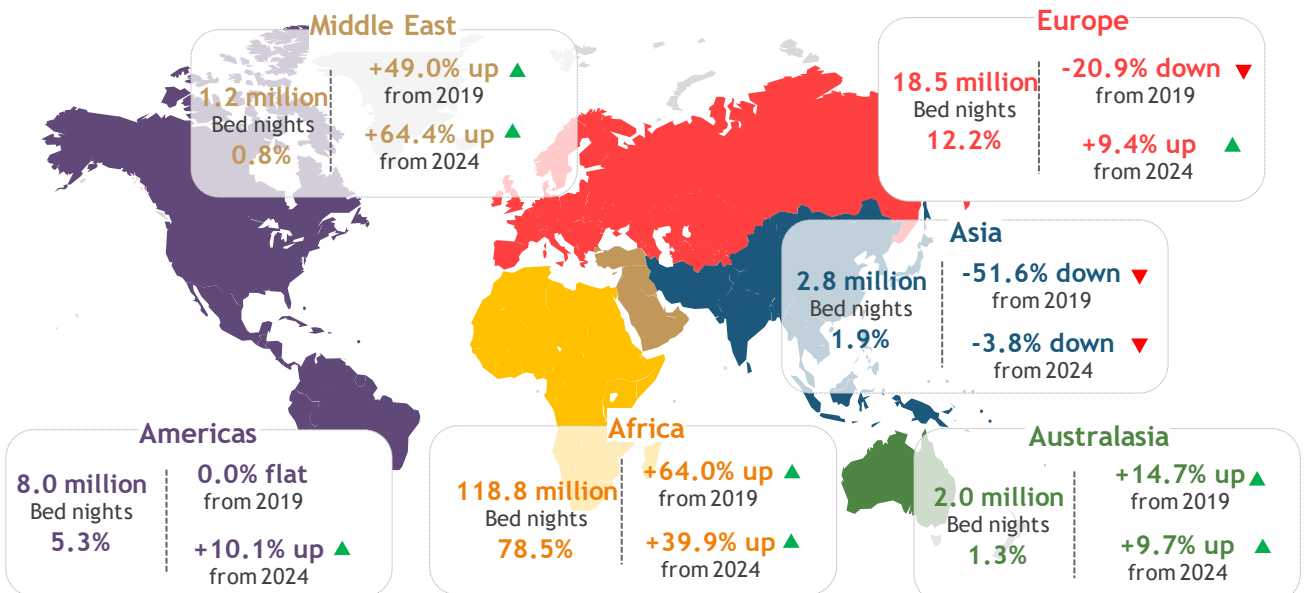 Middle East
1.2 million
Bed nights
0.8%
+49.0% up
from 2019
+64.4% up
from 2024
Europe
18.5 million
Bed nights
12.2%
-20.9% down
from 2019
+9.4% up
from 2024
Asia
2.8 million
Bed nights
1.9%
-51.6% down
from 2019
-3.8% down
from 2024
Americas
8.0 million
Bed nights
5.3%
0.0% flat
from 2019
+10.1% up
from 2024
Africa
118.8 million
Bed nights
78.5%
+64.0% up
from 2019
+39.9% up
from 2024
Australasia
2.0 million
Bed nights
1.3%
+14.7% up
from 2019
+9.7% up
from 2024